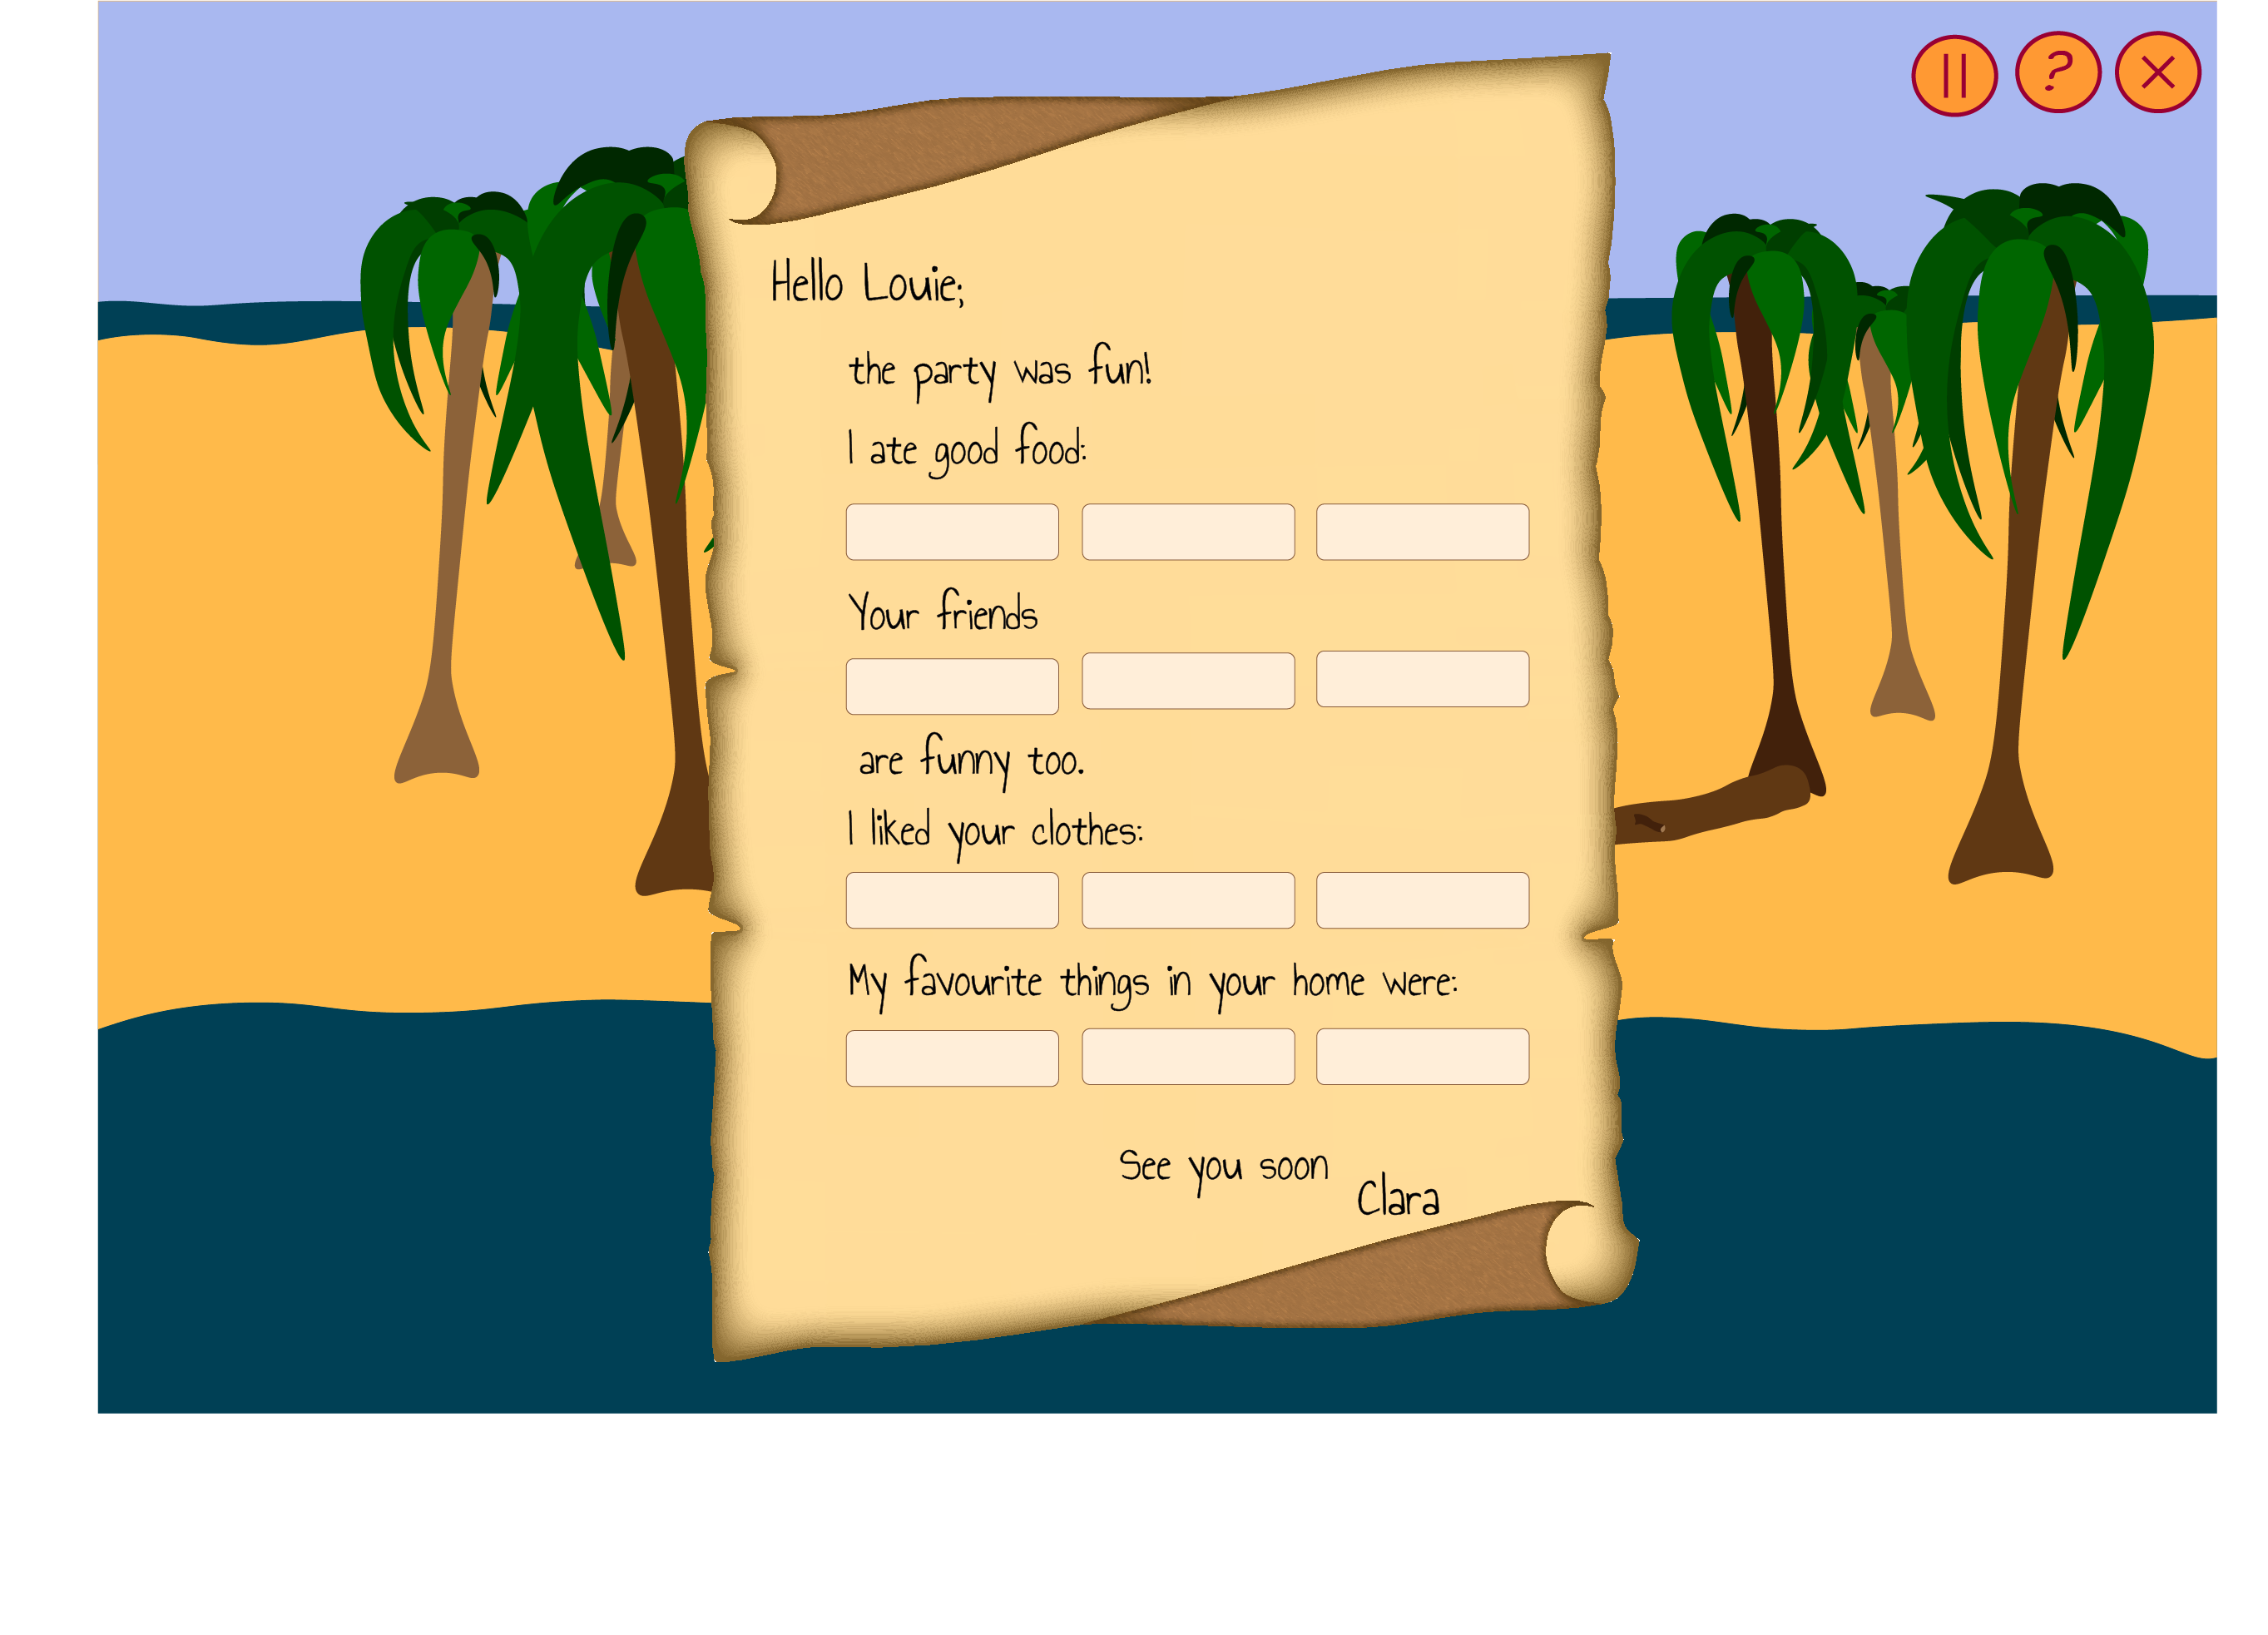 ?
Hello Louie;
the party was fun!
I ate good food:
Your friends
are funny too.
I liked your clothes:
My favourite things in your home were:
See you soon
Clara